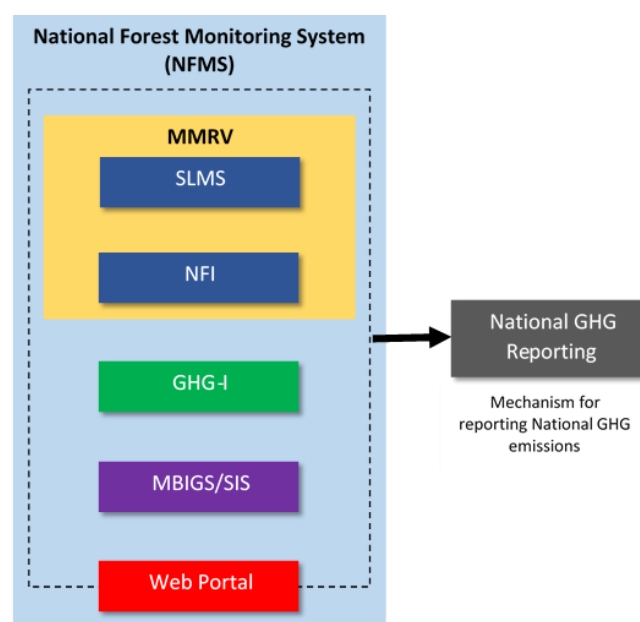 National Forest Monitoring System
(NFMS)
MMRV
SLMS
NFI
GHG-I
MBIGS/SIS
Web Portal
National GHG
Reporting
Mechanism for
reporting National GHG
emissions